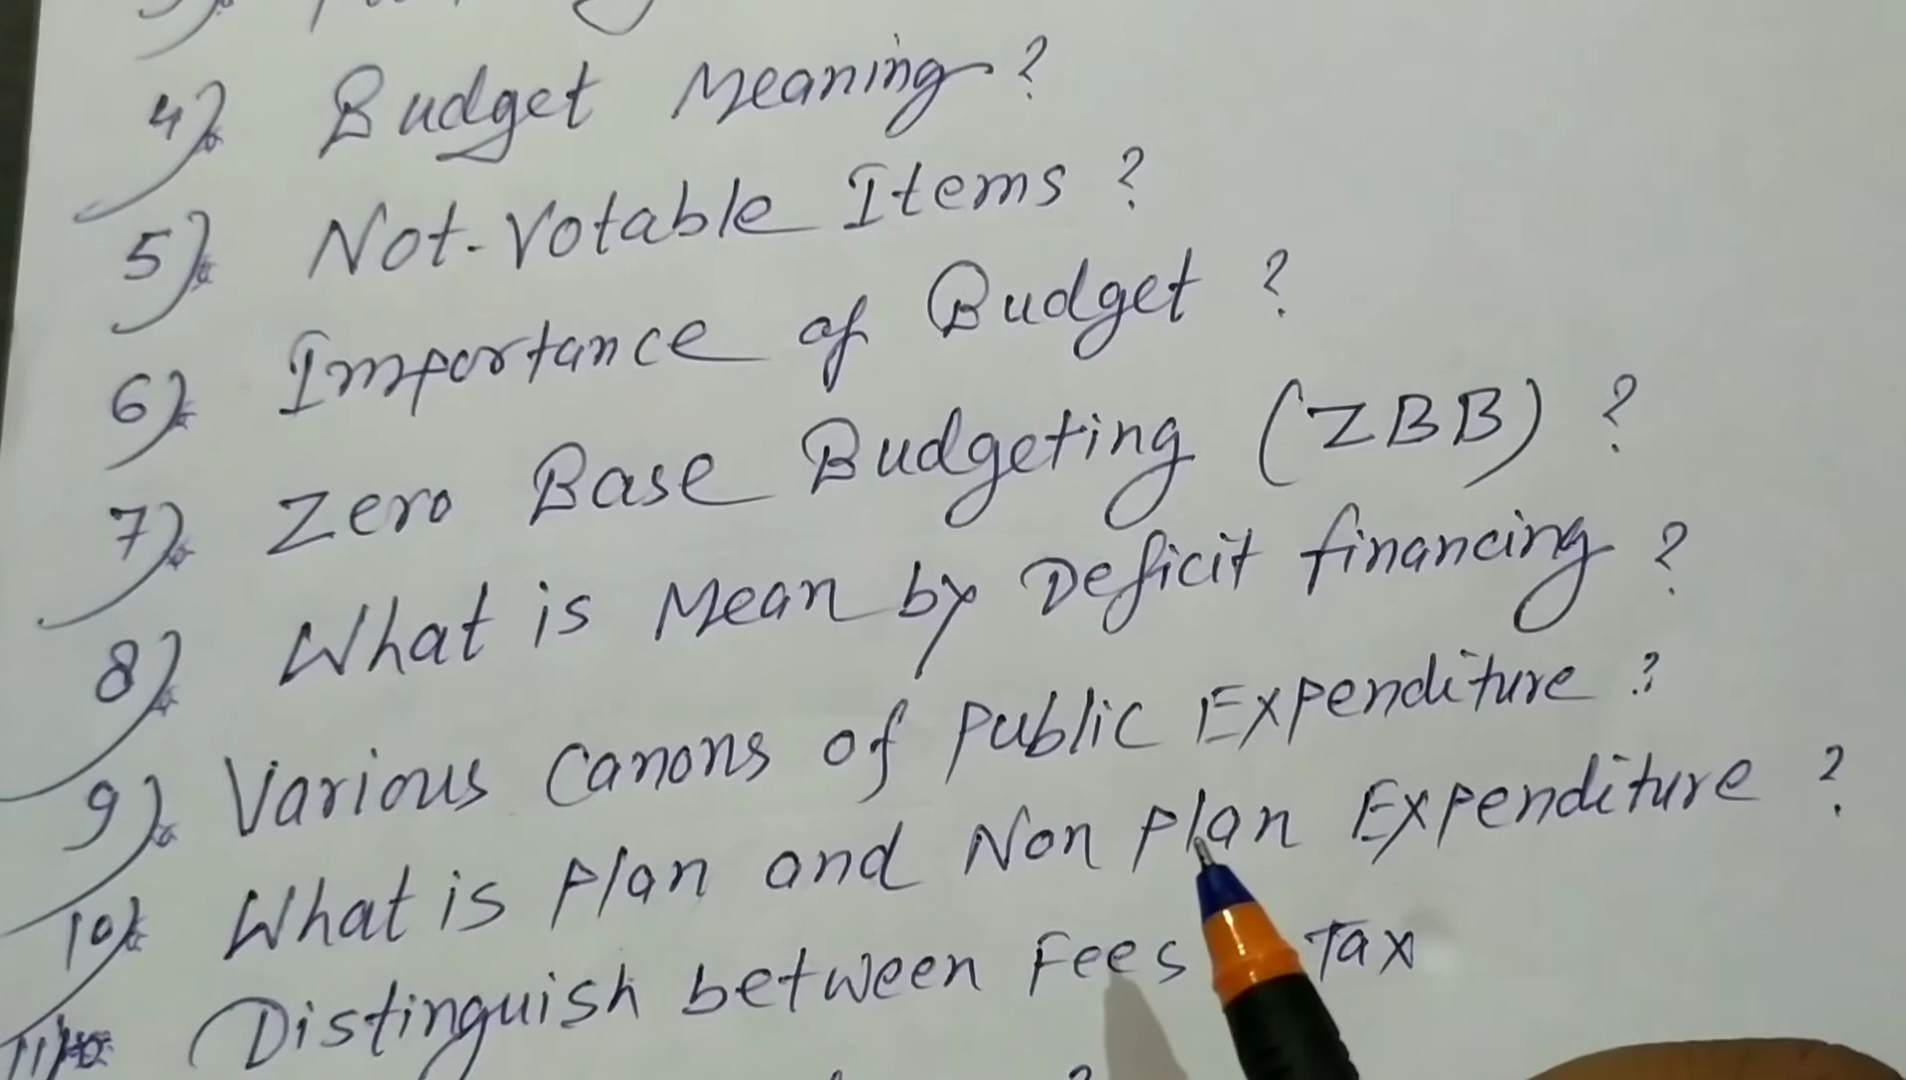 4) Budget Meaning?
5) Not-Votable Items?
6) Importance of Budget?
7) Zero Base Budgeting (ZBB)?
8) What is Mean by Deficit financing?
9) Various Canons of Public Expenditure?
10) What is Plan and Non Plan Expenditure?
11) Distinguish between Fees Tax
?